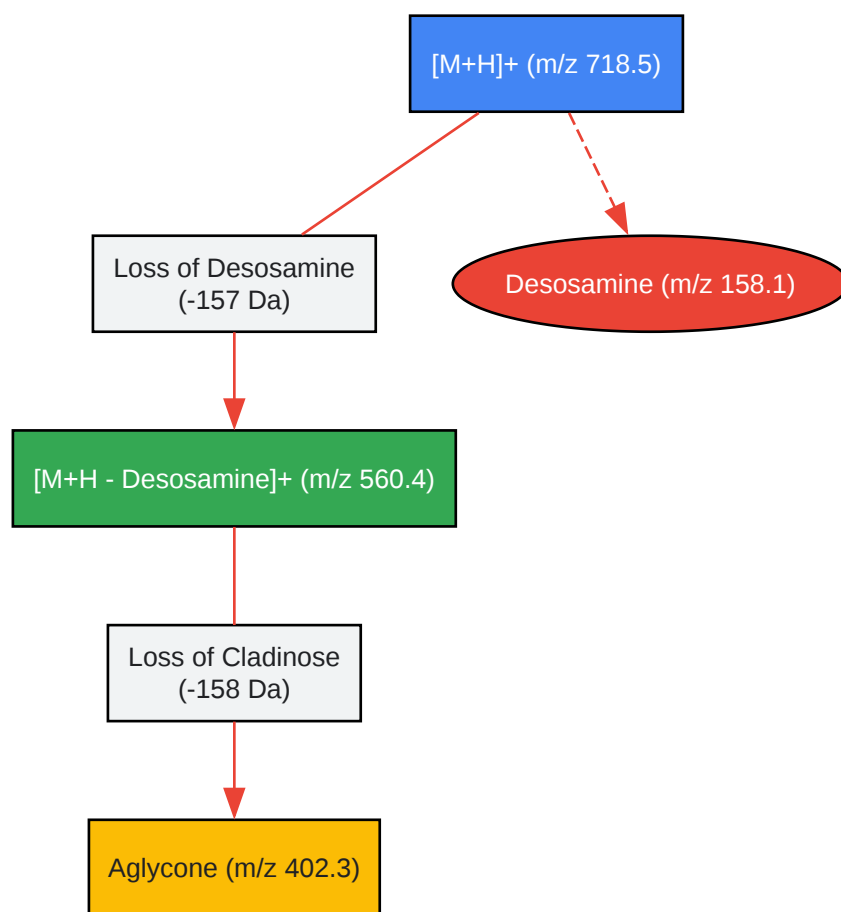 [M+H]+ (m/z 718.5)
Loss of Desosamine
(-157 Da)
Desosamine (m/z 158.1)
[M+H - Desosamine]+ (m/z 560.4)
Loss of Cladinose
(-158 Da)
Aglycone (m/z 402.3)